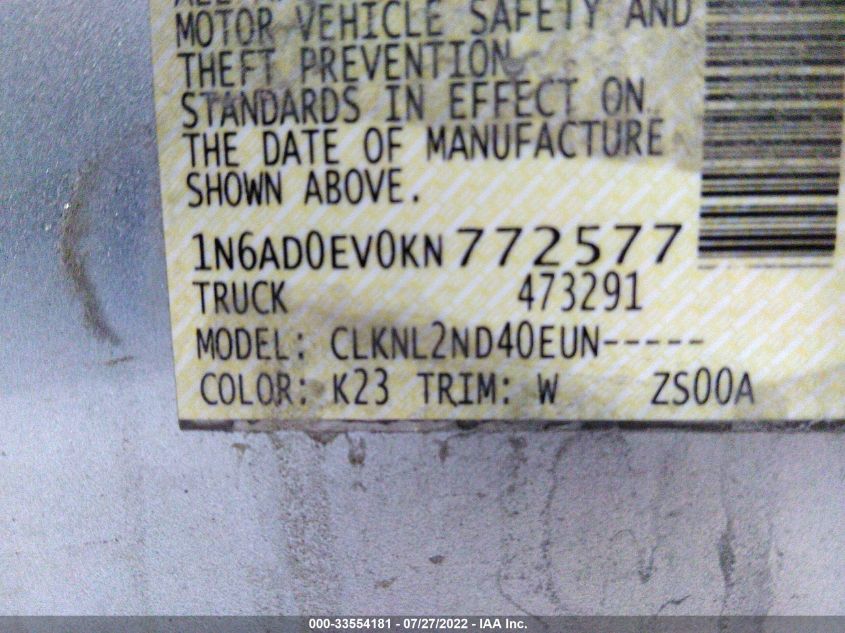 MOTOR VEHICLE SAFETY AND
THEFT PREVENTION
STANDARDS IN EFFECT ON
THE DATE OF MANUFACTURE
SHOWN ABOVE.
1N6AD0EV0KN772577
TRUCK 473291
MODEL: CLKNL2ND40EUN-----
COLOR: K23 TRIM: W ZS00A
000-33554181 - 07/27/2022 - IAA Inc.